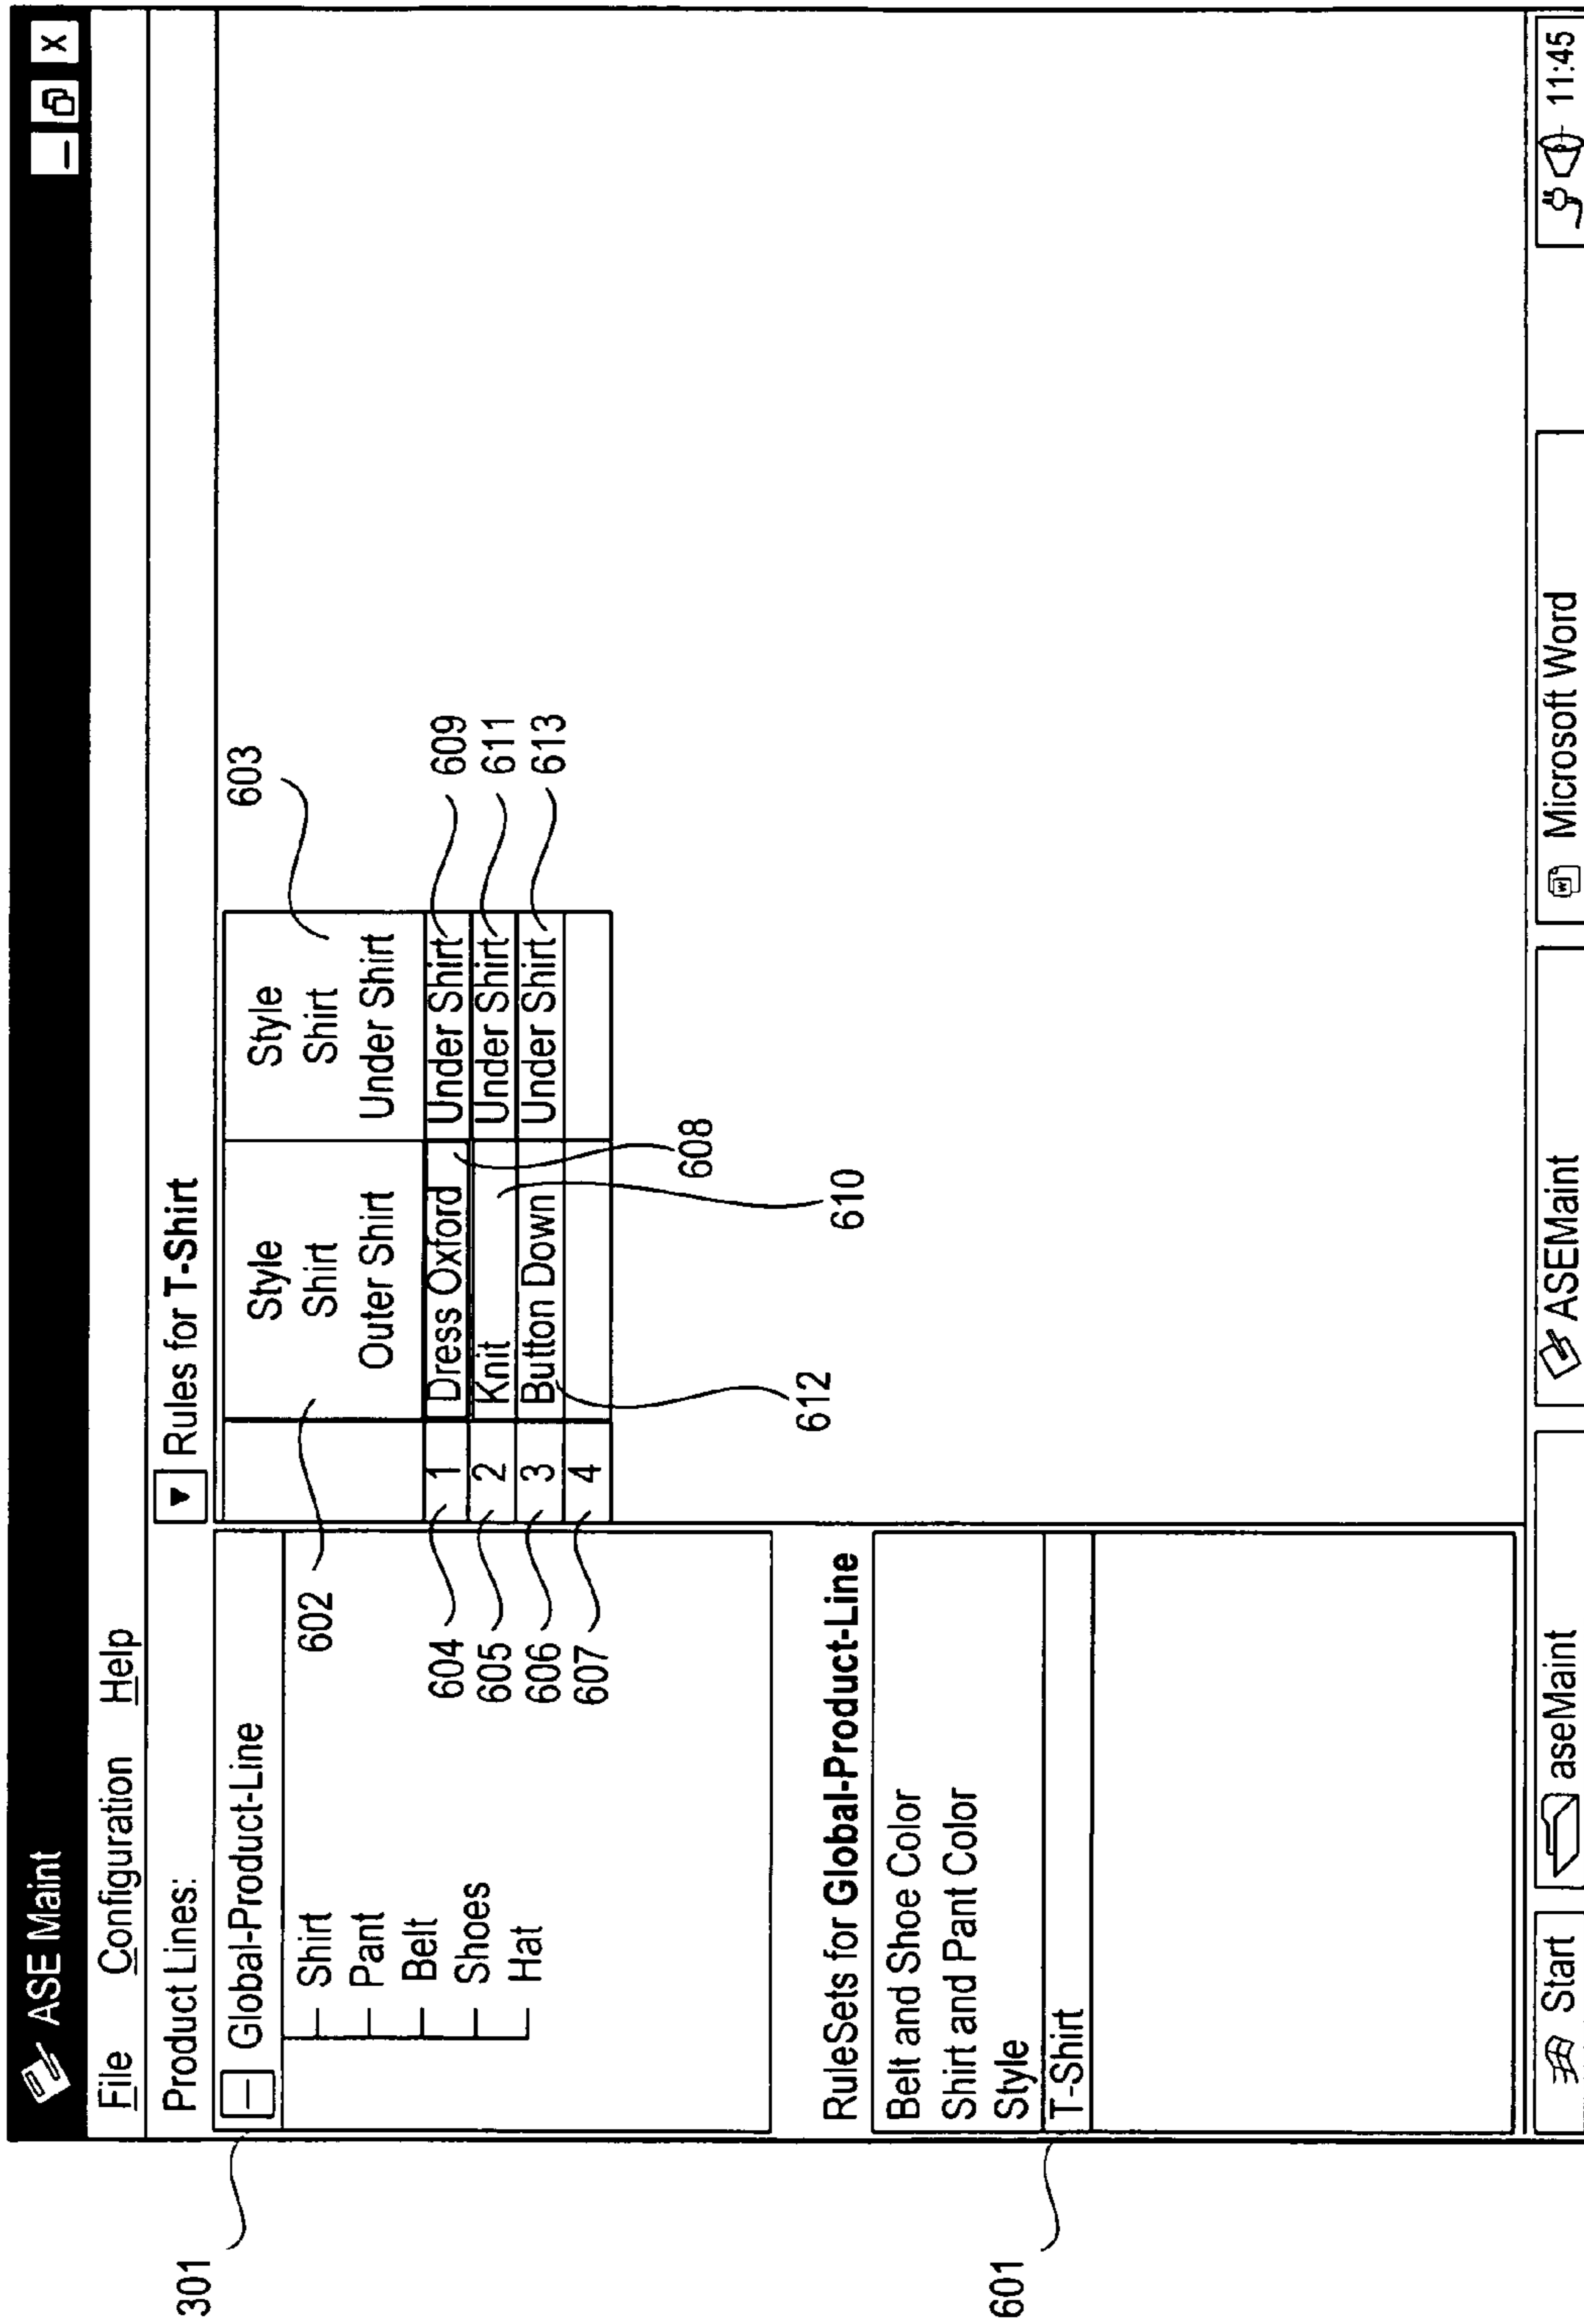 ASE Maint
X
File Configuration Help
Product Lines:
Global-Product-Line
Shirt
Pant
Belt
Shoes
Hat
301
RuleSets for Global-Product-Line
Belt and Shoe Color
Shirt and Pant Color
Style
T-Shirt
601
Rules for T-Shirt
Style Shirt Outer Shirt
Style Shirt Under Shirt
602
603
1 Dress Oxford Under Shirt
2 Knit Under Shirt
3 Button Down Under Shirt
4
604
605
606
607
608
609
610
611
612
613
Start
aseMaint
ASEMaint
W Microsoft Word
11:45